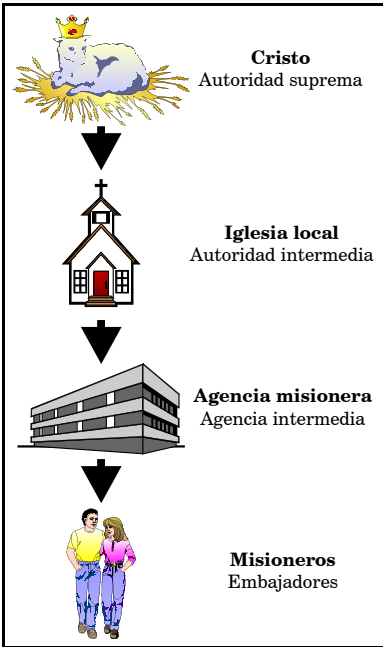 Cristo
Autoridad suprema
Iglesia local
Autoridad intermedia
Agencia misionera
Agencia intermedia
Misioneros
Embajadores